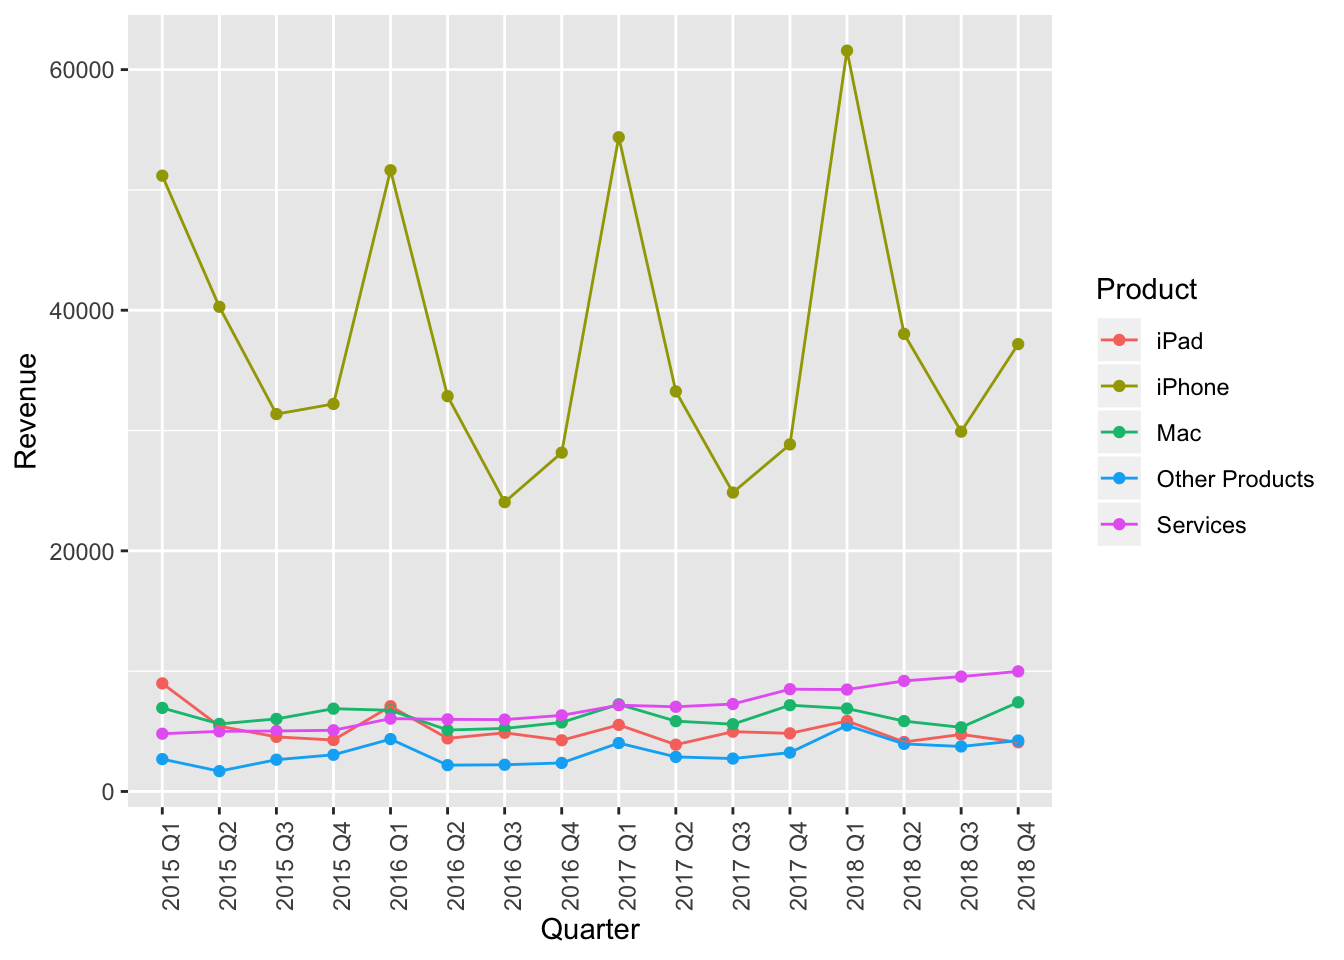 Revenue
60000
40000
20000
0
2015 Q1
2015 Q2
2015 Q3
2015 Q4
2016 Q1
2016 Q2
2016 Q3
2016 Q4
2017 Q1
2017 Q2
2017 Q3
2017 Q4
2018 Q1
2018 Q2
2018 Q3
2018 Q4
Quarter
Product
iPad
iPhone
Mac
Other Products
Services